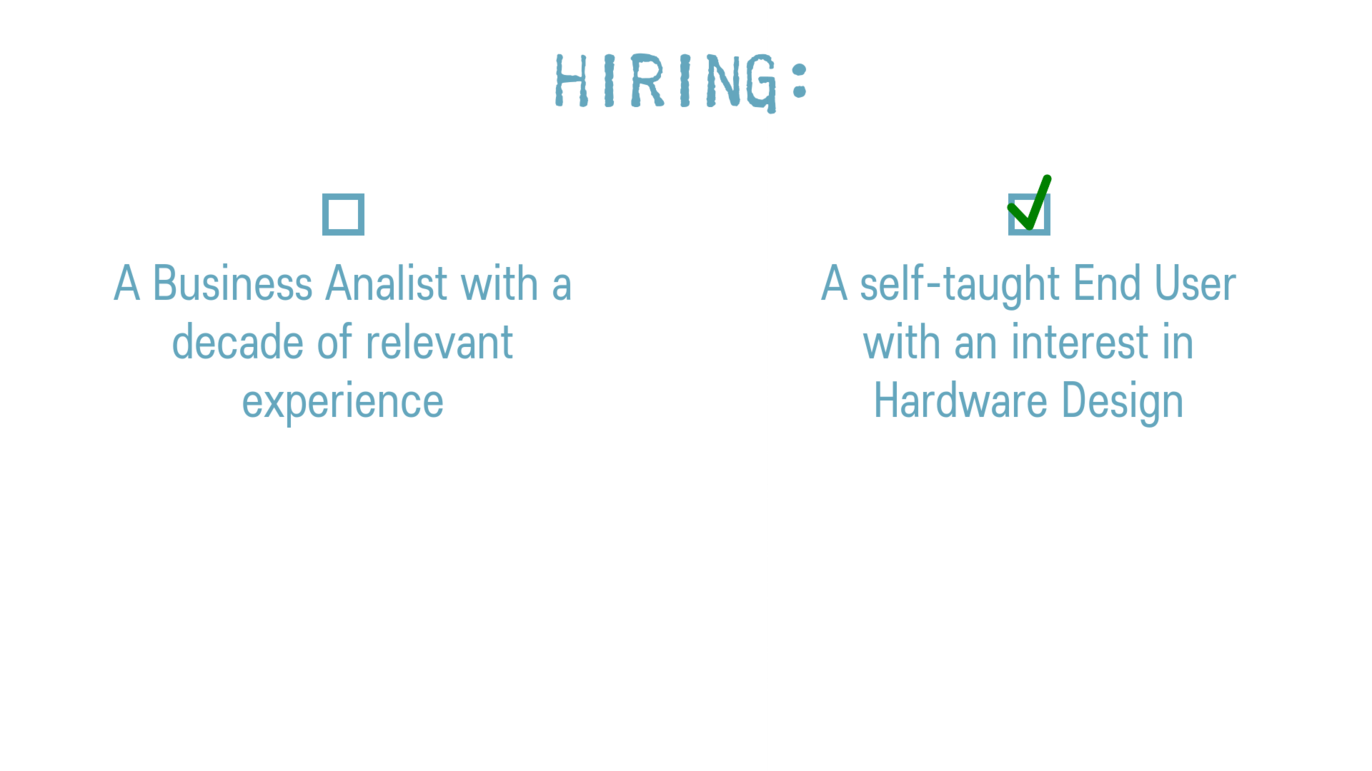 HIRING:
A Business Analist with a
decade of relevant
experience
A self-taught End User
with an interest in
Hardware Design